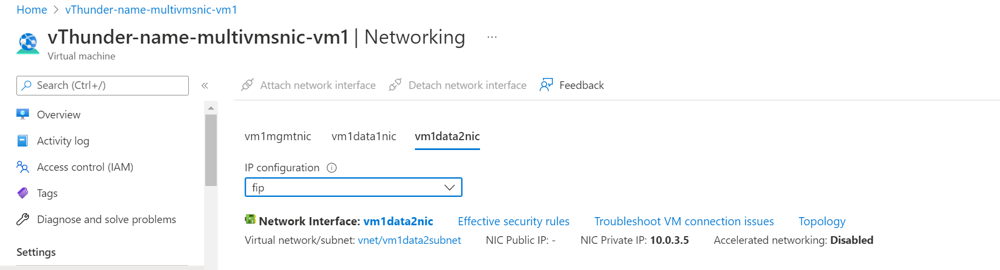 Home > vThunder-name-multivmsnic-vm1
vThunder-name-multivmsnic-vm1 | Networking ...
Virtual machine
Search (Ctrl+/)
«
Attach network interface
Detach network interface
Feedback
Overview
Activity log
Access control (IAM)
Tags
Diagnose and solve problems
Settings
vm1mgmtnic vm1data1nic vm1data2nic
IP configuration
fip
Network Interface: vm1data2nic Effective security rules Troubleshoot VM connection issues Topology
Virtual network/subnet: vnet/vm1data2subnet NIC Public IP: - NIC Private IP: 10.0.3.5 Accelerated networking: Disabled